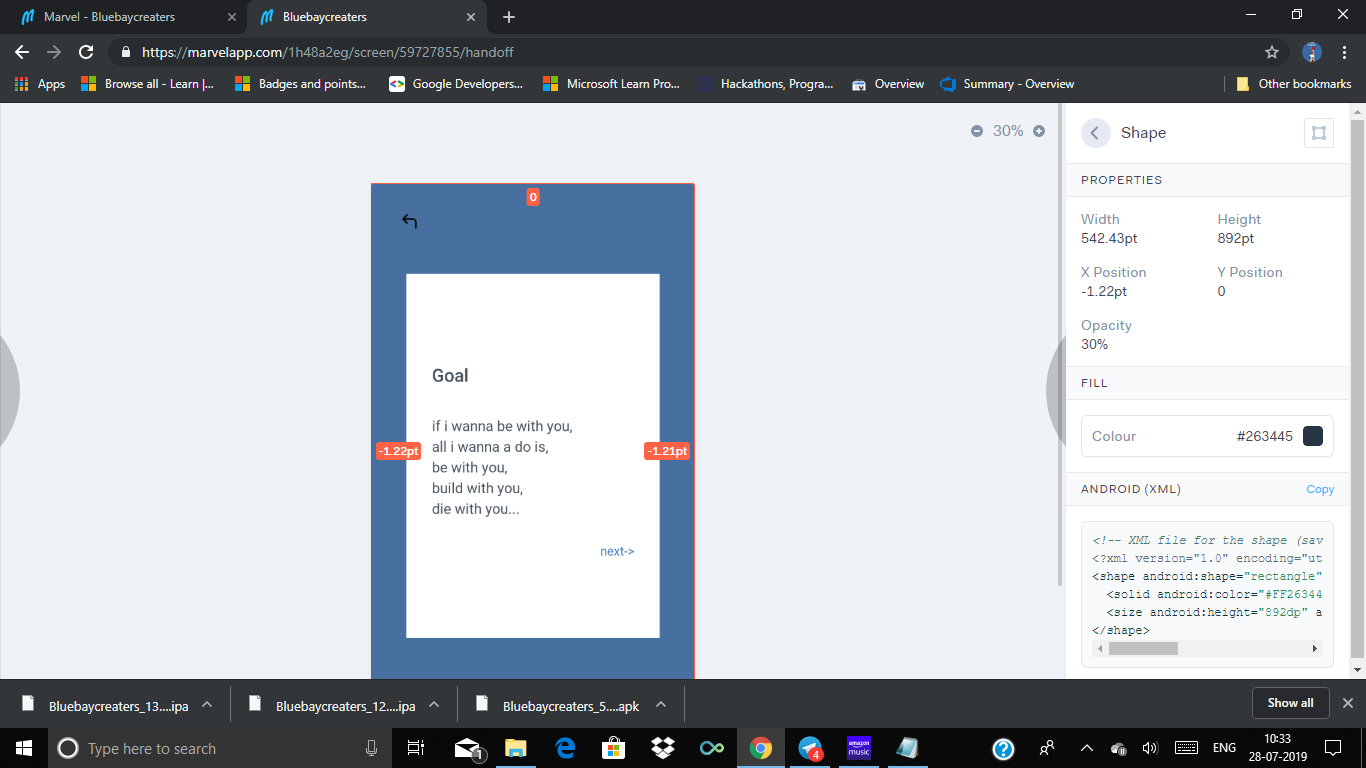 Marvel - Bluebaycreaters
Bluebaycreaters
https://marvelapp.com/1h48a2eg/screen/59727855/handoff
Apps
Browse all - Learn |...
Badges and points...
Google Developers...
Microsoft Learn Pro...
Hackathons, Progra...
Overview
Summary - Overview
Other bookmarks
30%
0
Goal
if i wanna be with you,
all i wanna a do is,
be with you,
build with you,
die with you...
next->
-1.22pt
-1.21pt
Shape
PROPERTIES
Width Height
542.43pt 892pt
X Position Y Position
-1.22pt 0
Opacity
30%
FILL
Colour #263445
ANDROID (XML) Copy
<!-- XML file for the shape (sav
<?xml version="1.0" encoding="ut
<shape android:shape="rectangle"
<solid android:color="#FF26344
<size android:height="892dp" a
</shape>
Bluebaycreaters_13....ipa
Bluebaycreaters_12....ipa
Bluebaycreaters_5....apk
Show all
Type here to search
1
4
amazon music
ENG
10:33
28-07-2019